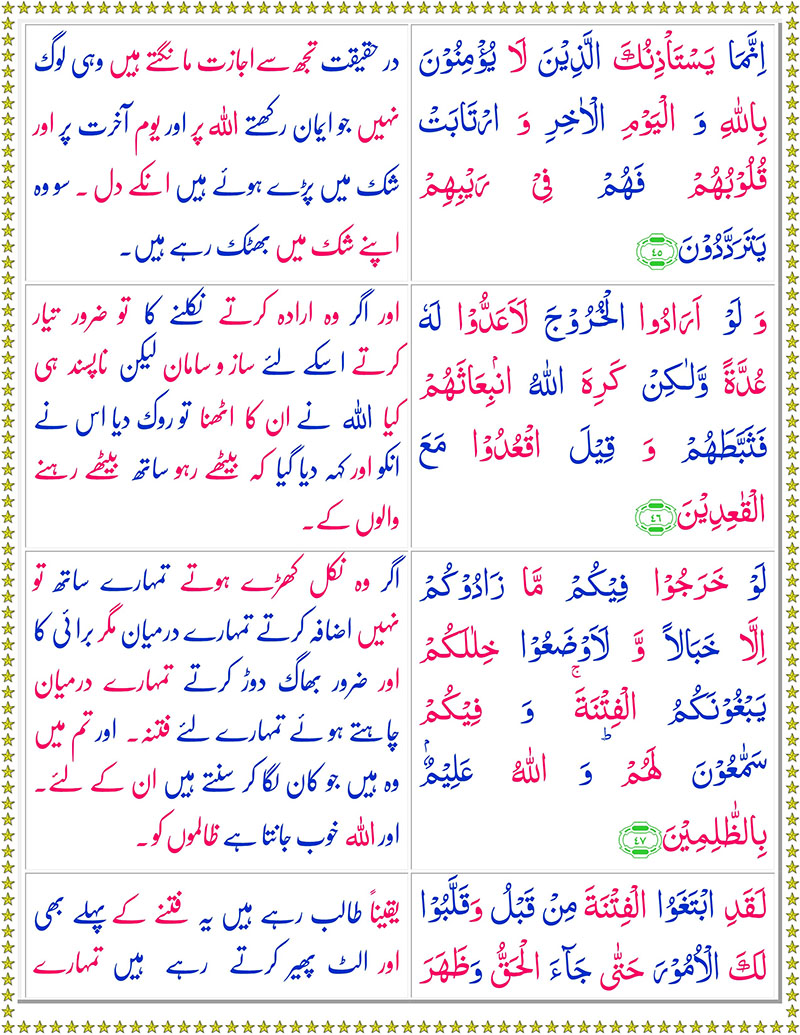 اِنَّمَا يَسْتَاْذِنُكَ الَّذِيْنَ لَا يُؤْمِنُوْنَ
بِاللّٰهِ وَ الْيَوْمِ الْاٰخِرِ وَ ارْتَابَتْ
قُلُوْبُهُمْ فَهُمْ فِيْ رَيْبِهِمْ
يَتَرَدَّدُوْنَ ﴿٤٥﴾
در حقیقت تجھ سے اجازت مانگتے ہیں وہی لوگ
نہیں جو ایمان رکھتے اللہ پر اور یوم آخرت پر اور
شک میں پڑے ہوئے ہیں انکے دل ۔ سو وہ
اپنے شک میں بھٹک رہے ہیں۔
وَ لَوْ اَرَادُوا الْخُرُوْجَ لَاَعَدُّوْا لَهٗ
عُدَّةً وَّلٰكِنْ كَرِهَ اللّٰهُ انْۢبِعَاثَهُمْ
فَثَبَّطَهُمْ وَ قِيْلَ اقْعُدُوْا مَعَ
الْقٰعِدِيْنَ ﴿٤٦﴾
اور اگر وہ ارادہ کرتے نکلنے کا تو ضرور تیار
کرتے اسکے لئے ساز و سامان لیکن ناپسند ہی
کیا اللہ نے ان کا اٹھنا تو روک دیا اس نے
انکو اور کہہ دیا گیا کہ بیٹھے رہو ساتھ بیٹھے رہنے
والوں کے۔
لَوْ خَرَجُوْا فِيْكُمْ مَّا زَادُوْكُمْ
اِلَّا خَبَالًا وَّ لَاَوْضَعُوْا خِلٰلَكُمْ
يَبْغُوْنَكُمُ الْفِتْنَةَ ۚ وَ فِيْكُمْ
سَمّٰعُوْنَ لَهُمْ ؕ وَ اللّٰهُ عَلِيْمٌۢ
بِالظّٰلِمِيْنَ ﴿٤٧﴾
اگر وہ نکل کھڑے ہوتے تمہارے ساتھ تو
نہیں اضافہ کرتے تمہارے درمیان مگر برائی کا
اور ضرور بھاگ دوڑ کرتے تمہارے درمیان
چاہتے ہوئے تمہارے لئے فتنہ۔ اور تم میں
وہ ہیں جو کان لگا کر سنتے ہیں ان کے لئے۔
اور اللہ خوب جانتا ہے ظالموں کو۔
لَقَدِ ابْتَغَوُا الْفِتْنَةَ مِنْ قَبْلُ وَقَلَّبُوْا
لَكَ الْاُمُوْرَ حَتّٰى جَآءَ الْحَقُّ وَظَهَرَ
یقیناً طالب رہے ہیں یہ فتنے کے پہلے بھی
اور الٹ پھیر کرتے رہے ہیں تمہارے